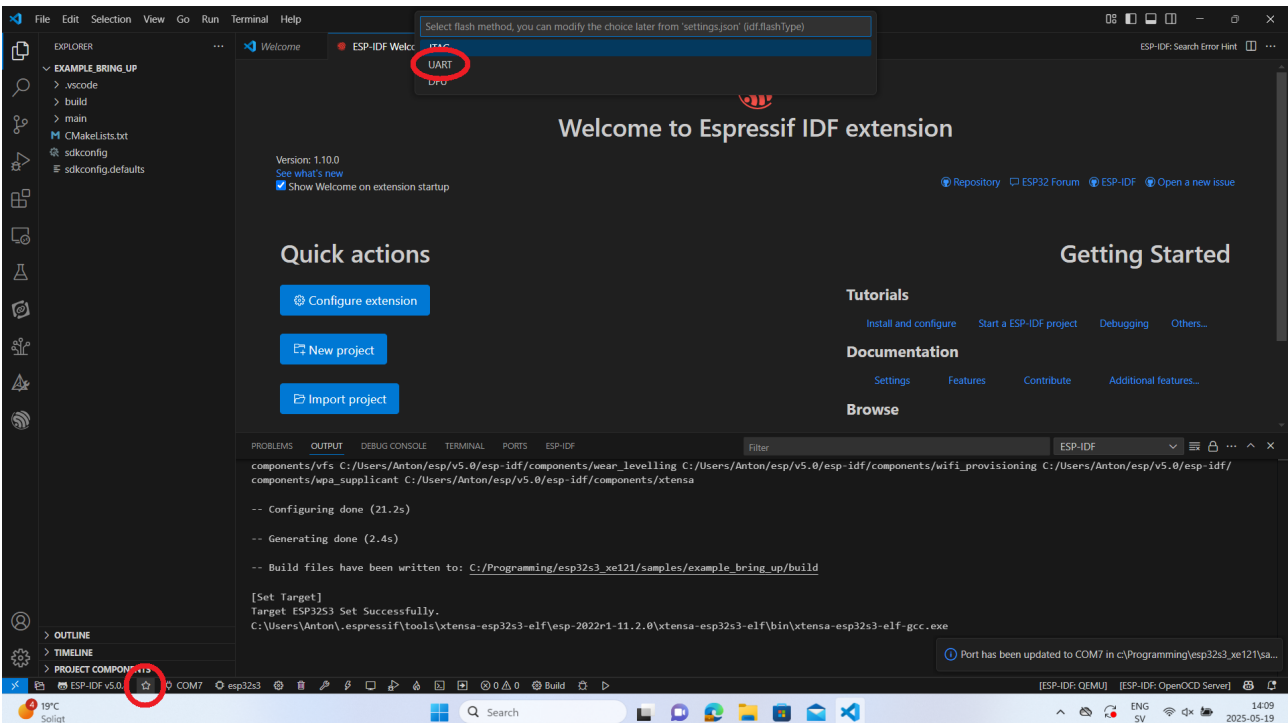 File Edit Selection View Go Run Terminal Help
Select flash method, you can modify the choice later from 'settings.json' (idf.flashType)
JTAG
UART
DFU
EXPLORER
EXAMPLE_BRING_UP
.vscode
build
main
CMakeLists.txt
sdkconfig
sdkconfig.defaults
OUTLINE
TIMELINE
PROJECT COMPONENTS
Welcome
ESP-IDF Welco
ESP-IDF: Search Error Hint
Welcome to Espressif IDF extension
Version: 1.10.0
See what's new
Show Welcome on extension startup
Repository ESP32 Forum ESP-IDF Open a new issue
Quick actions
Configure extension
New project
Import project
Getting Started
Tutorials
Install and configure Start a ESP-IDF project Debugging Others...
Documentation
Settings Features Contribute Additional features...
Browse
PROBLEMS OUTPUT DEBUG CONSOLE TERMINAL PORTS ESP-IDF
Filter
ESP-IDF
components/vfs C:/Users/Anton/esp/v5.0/esp-idf/components/wear_levelling C:/Users/Anton/esp/v5.0/esp-idf/components/wifi_provisioning C:/Users/Anton/esp/v5.0/esp-idf/
components/wpa_supplicant C:/Users/Anton/esp/v5.0/esp-idf/components/xtensa
-- Configuring done (21.2s)
-- Generating done (2.4s)
-- Build files have been written to: C:/Programming/esp32s3_xe121/samples/example_bring_up/build
[Set Target]
Target ESP32S3 Set Successfully.
C:\Users\Anton\.espressif\tools\xtensa-esp32s3-elf\esp-2022r1-11.2.0\xtensa-esp32s3-elf\bin\xtensa-esp32s3-elf-gcc.exe
Port has been updated to COM7 in c:\Programming\esp32s3_xe121\sa...
ESP-IDF v5.0. COM7 esp32s3 0 0 0 Build
[ESP-IDF: QEMU] [ESP-IDF: OpenOCD Server]
4
19°C
Soligt
Search
ENG
SV
14:09
2025-05-19